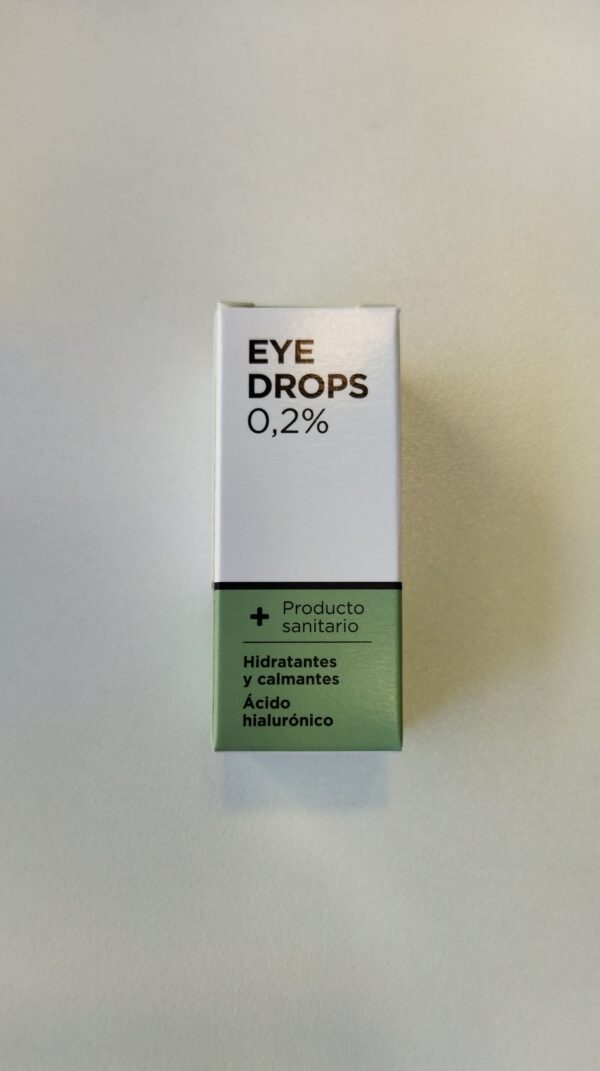 EYE
DROPS
0,2%
+ Producto
sanitario
Hidratantes
y calmantes
Ácido
hialurónico